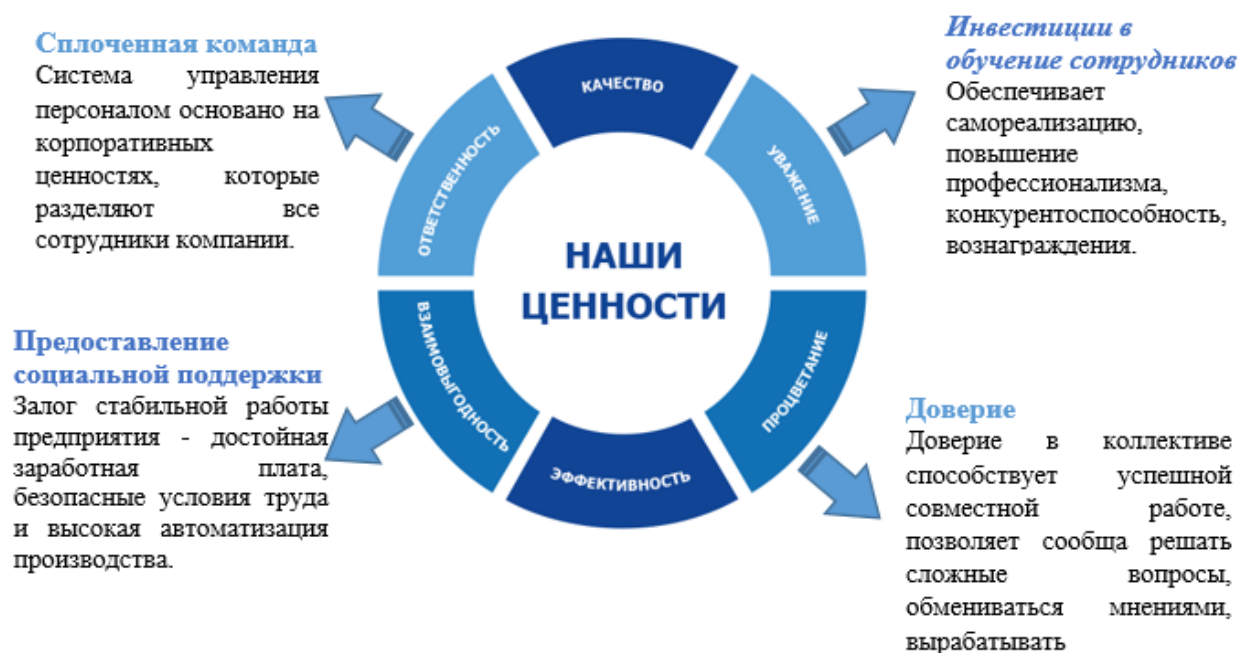 Сплоченная команда
Система управления
персоналом основано на
корпоративных
ценностях, которые
разделяют все
сотрудники компании.
Инвестиции в
обучение сотрудников
Обеспечивает
самореализацию,
повышение
профессионализма,
конкурентоспособность,
вознаграждения.
КАЧЕСТВО
ОТВЕТСТВЕННОСТЬ
УВАЖЕНИЕ
НАШИ
ЦЕННОСТИ
ВЗАИМОВЫГОДНОСТЬ
ПРОЦВЕТАНИЕ
ЭФФЕКТИВНОСТЬ
Предоставление
социальной поддержки
Залог стабильной работы
предприятия - достойная
заработная плата,
безопасные условия труда
и высокая автоматизация
производства.
Доверие
Доверие в коллективе
способствует успешной
совместной работе,
позволяет сообща решать
сложные вопросы,
обмениваться мнениями,
вырабатывать